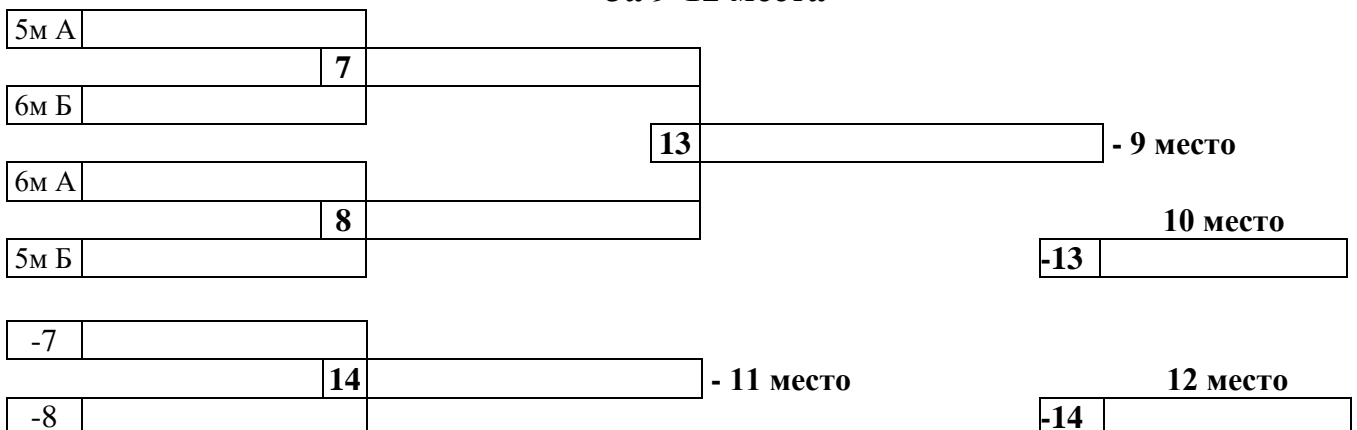 5м А
7
6м Б
13 - 9 место
6м А
8 10 место
5м Б -13
-7
14 - 11 место 12 место
-8 -14